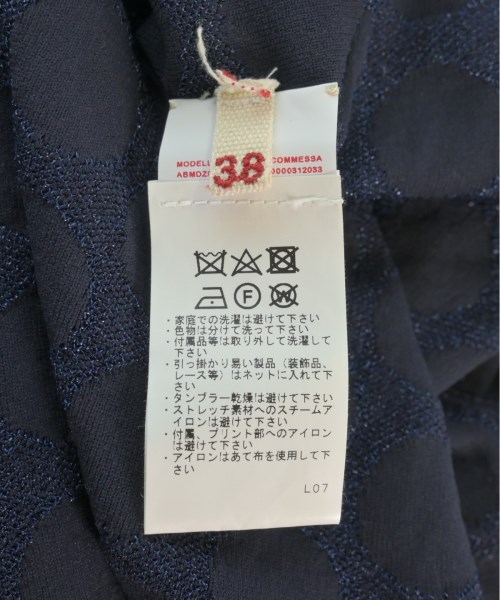 38
MODELL COMMESSA
ABMDZ 0000312033
F W
・家庭での洗濯は避けて下さい
・色物は分けて洗って下さい
・付属品等は取り外して洗濯して
下さい
・引っ掛かり易い製品（装飾品、
レース等）はネットに入れて下
さい
・タンブラー乾燥は避けて下さい
・ストレッチ素材へのスチームア
イロンは避けて下さい
・付属、プリント部へのアイロン
は避けて下さい
・アイロンはあて布を使用して下
さい
L07